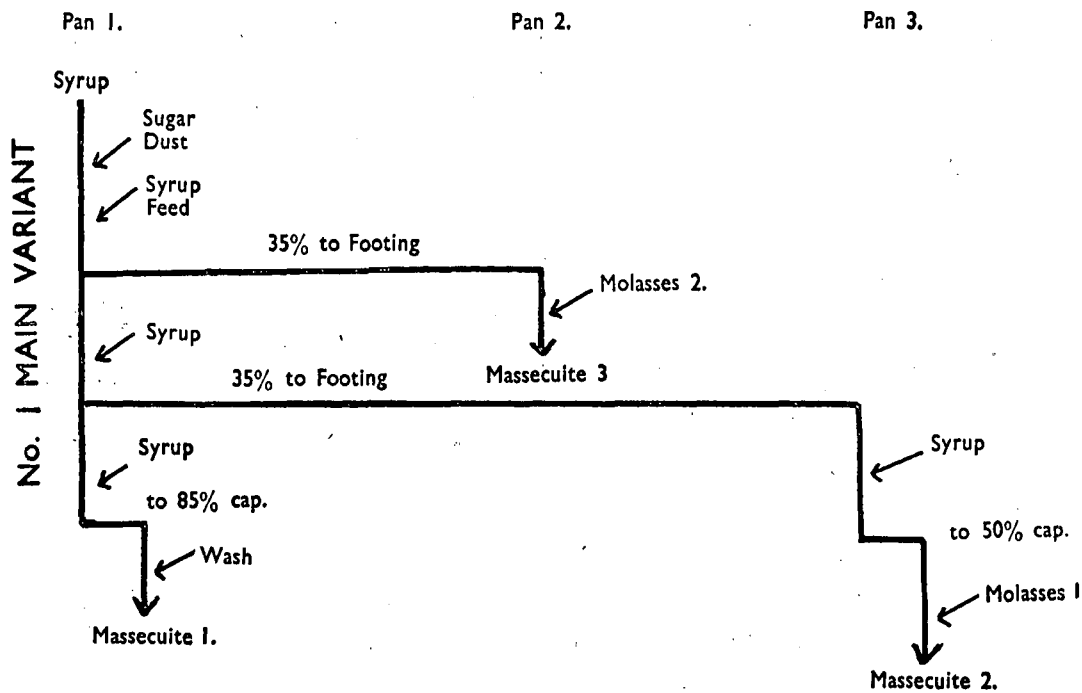 Pan 1.
Pan 2.
Pan 3.
No. 1 MAIN VARIANT
Syrup
Sugar
Dust
Syrup
Feed
35% to Footing
Molasses 2.
Syrup
Massecuite 3
35% to Footing
Syrup
Syrup
to 85% cap.
to 50% cap.
Wash
Molasses 1
Massecuite 1.
Massecuite 2.